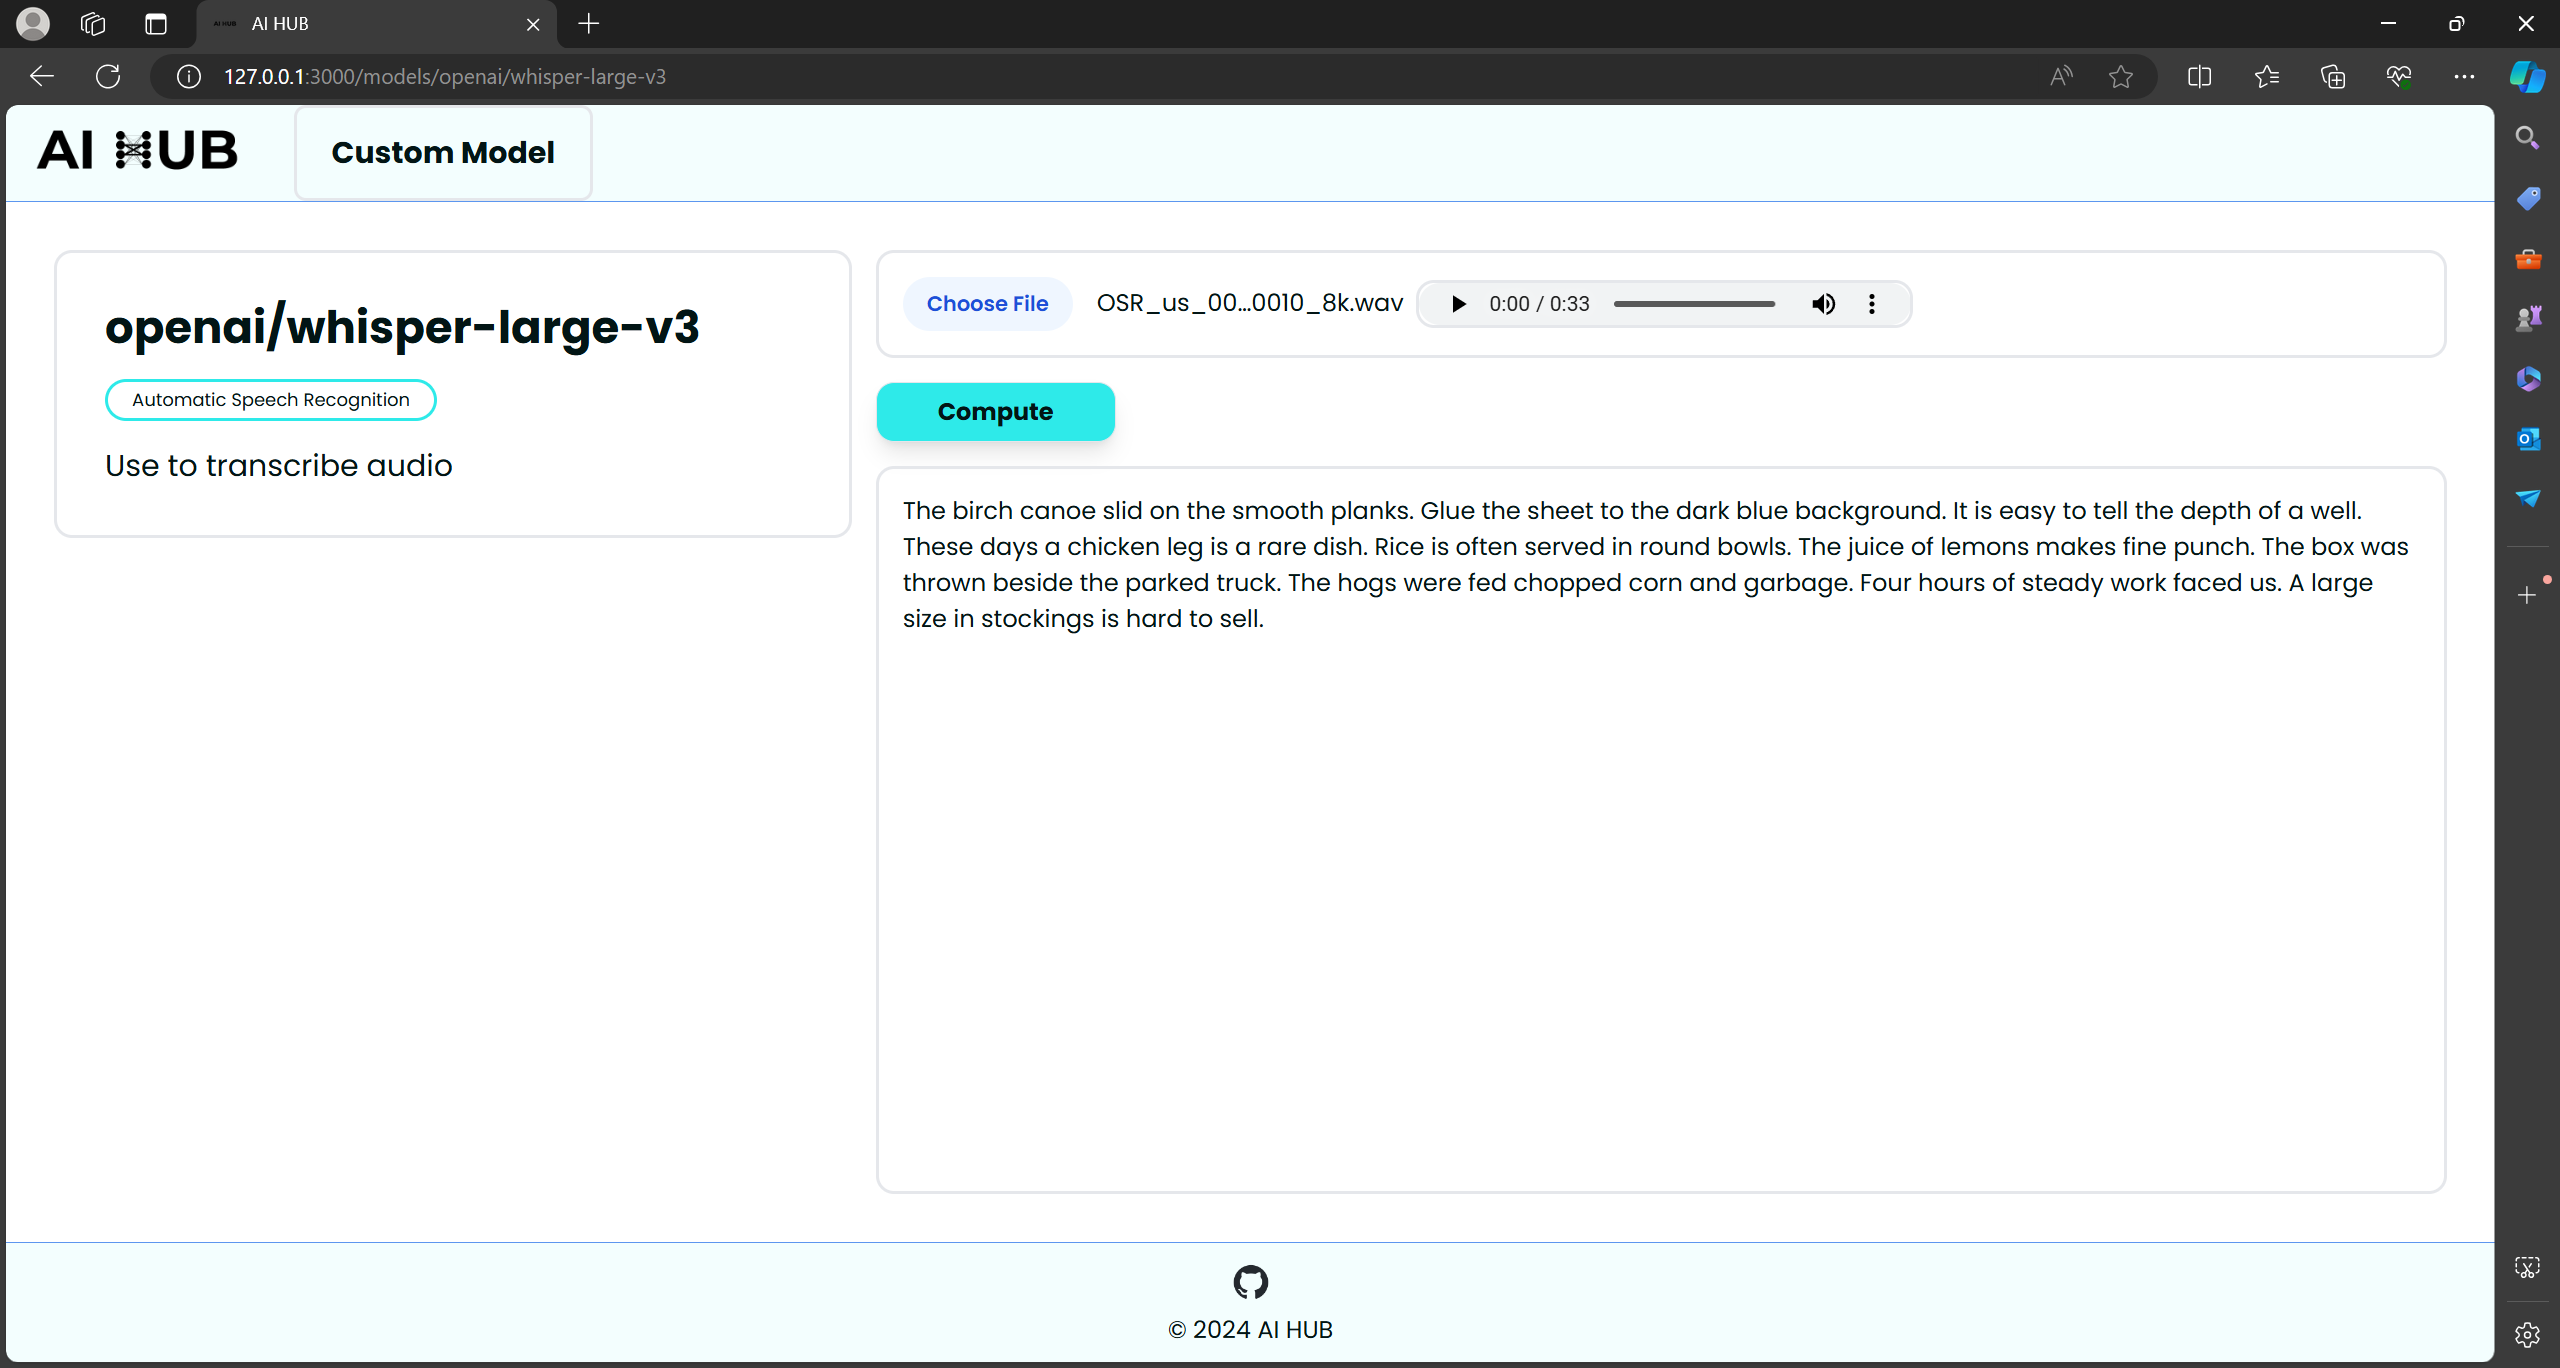 AI HUB
127.0.0.1:3000/models/openai/whisper-large-v3
AI HUB
Custom Model
openai/whisper-large-v3
Automatic Speech Recognition
Use to transcribe audio
Choose File OSR_us_00...0010_8k.wav 0:00 / 0:33
Compute
The birch canoe slid on the smooth planks. Glue the sheet to the dark blue background. It is easy to tell the depth of a well.
These days a chicken leg is a rare dish. Rice is often served in round bowls. The juice of lemons makes fine punch. The box was
thrown beside the parked truck. The hogs were fed chopped corn and garbage. Four hours of steady work faced us. A large
size in stockings is hard to sell.
© 2024 AI HUB